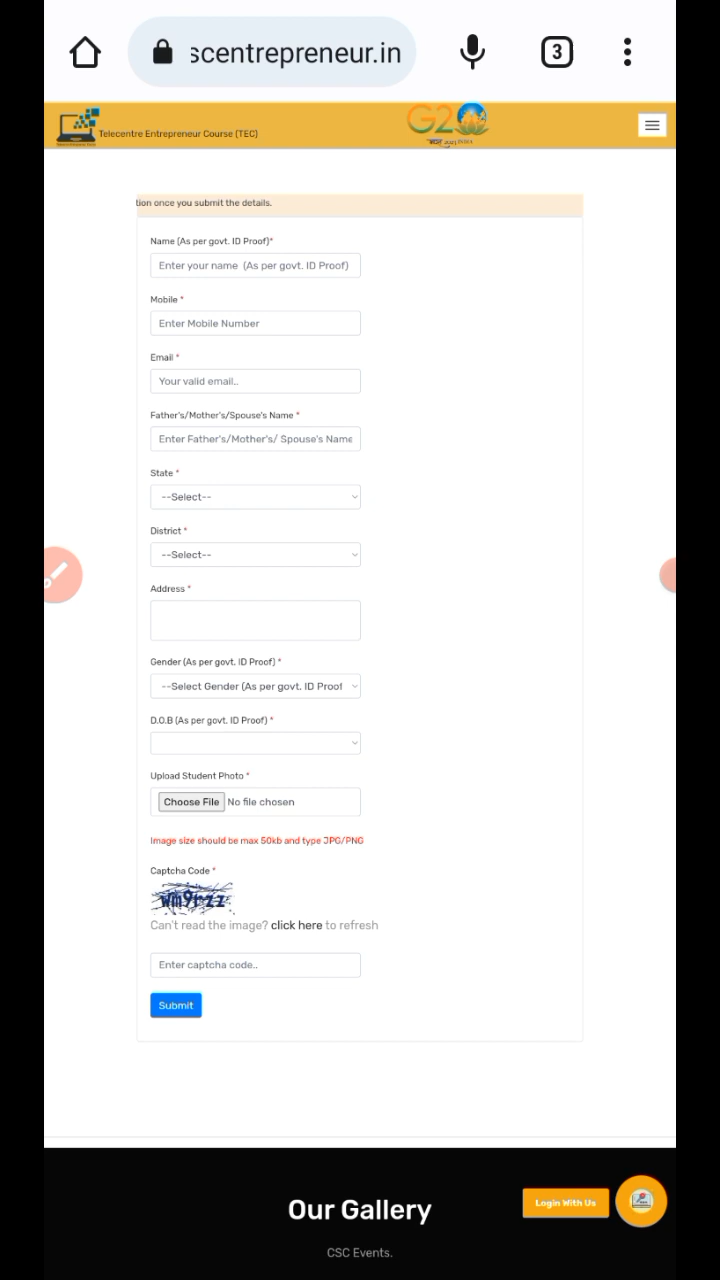 scentrepreneur.in
3
Telecentre Entrepreneur Course (TEC)
G20
tion once you submit the details.
Name (As per govt. ID Proof)*
Enter your name (As per govt. ID Proof)
Mobile *
Enter Mobile Number
Email *
Your valid email..
Father's/Mother's/Spouse's Name *
Enter Father's/Mother's/ Spouse's Name
State *
--Select--
District *
--Select--
Address *
Gender (As per govt. ID Proof) *
--Select Gender (As per govt. ID Proof
D.O.B (As per govt. ID Proof) *
Upload Student Photo *
Choose File No file chosen
Image size should be max 50kb and type JPG/PNG
Captcha Code *
wm9rzz
Can't read the image? click here to refresh
Enter captcha code..
Submit
Our Gallery
Login With Us
CSC Events.